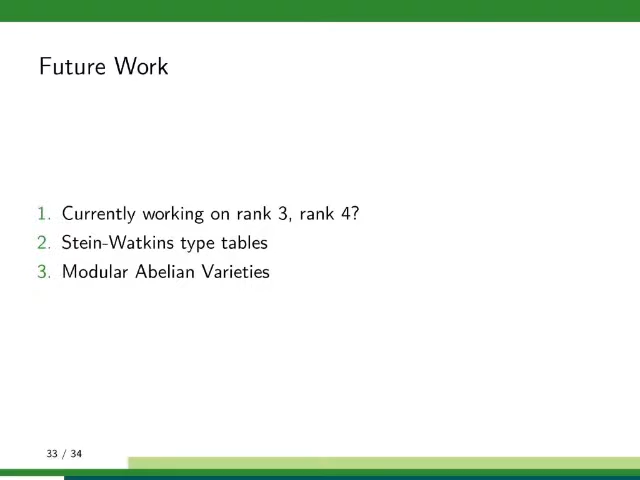 Future Work
1. Currently working on rank 3, rank 4?
2. Stein-Watkins type tables
3. Modular Abelian Varieties
33 / 34